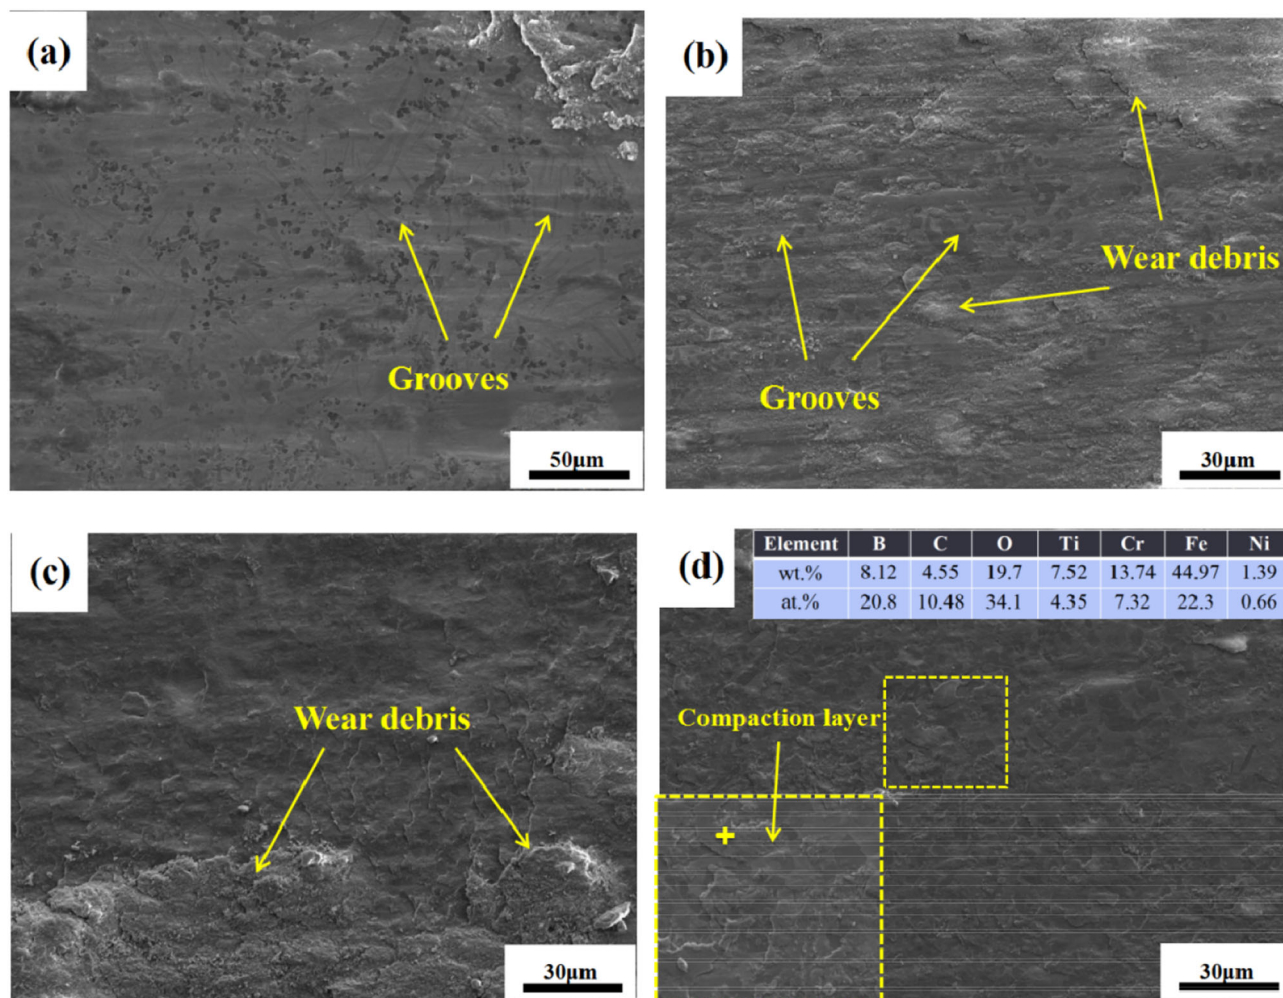 (a)
Grooves
50μm
(b)
Wear debris
Grooves
30μm
(c)
Wear debris
30μm
(d)
Element B C O Ti Cr Fe Ni
wt.% 8.12 4.55 19.7 7.52 13.74 44.97 1.39
at.% 20.8 10.48 34.1 4.35 7.32 22.3 0.66
Compaction layer
30μm